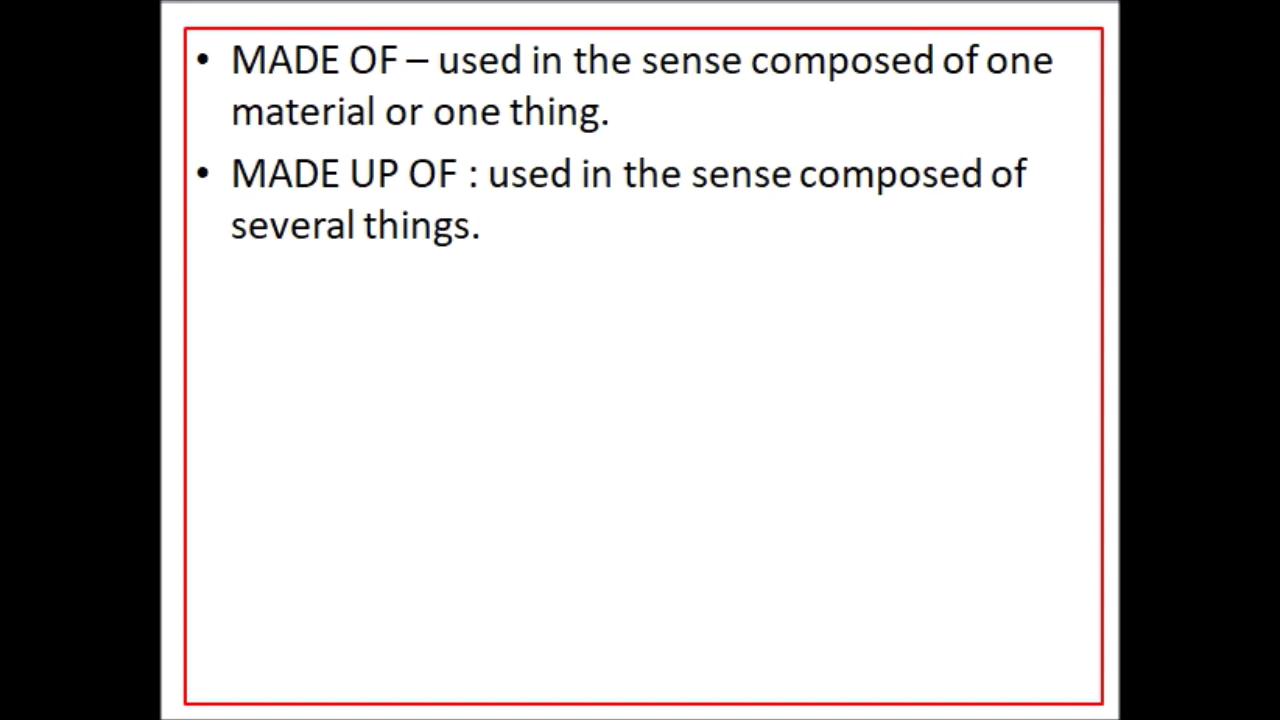 • MADE OF – used in the sense composed of one
material or one thing.
• MADE UP OF : used in the sense composed of
several things.